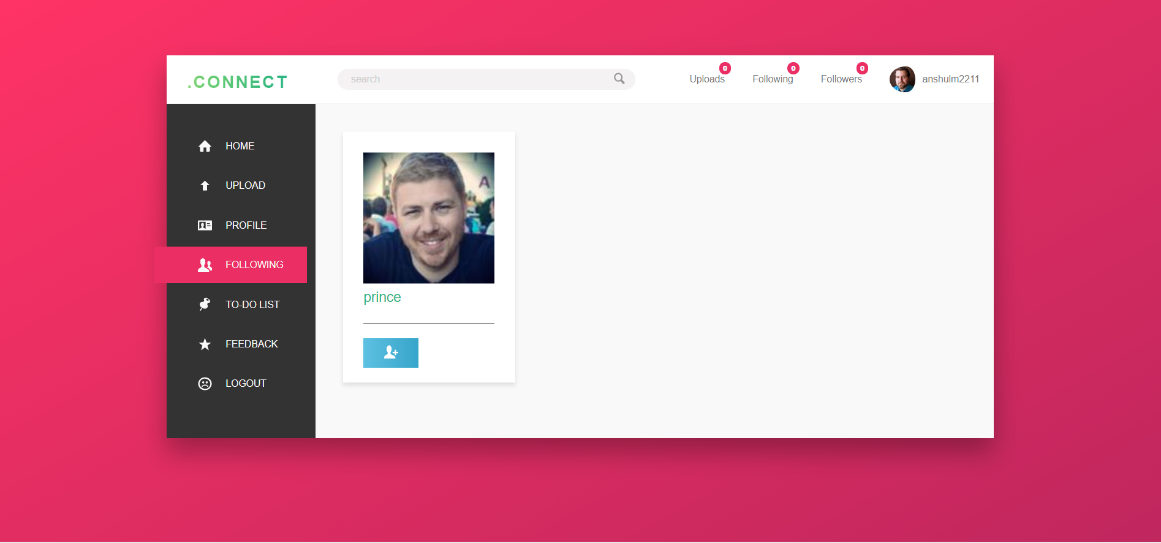 .CONNECT
search
Uploads 0
Following 0
Followers 0
anshulm2211
HOME
UPLOAD
PROFILE
FOLLOWING
TO-DO LIST
FEEDBACK
LOGOUT
A
prince